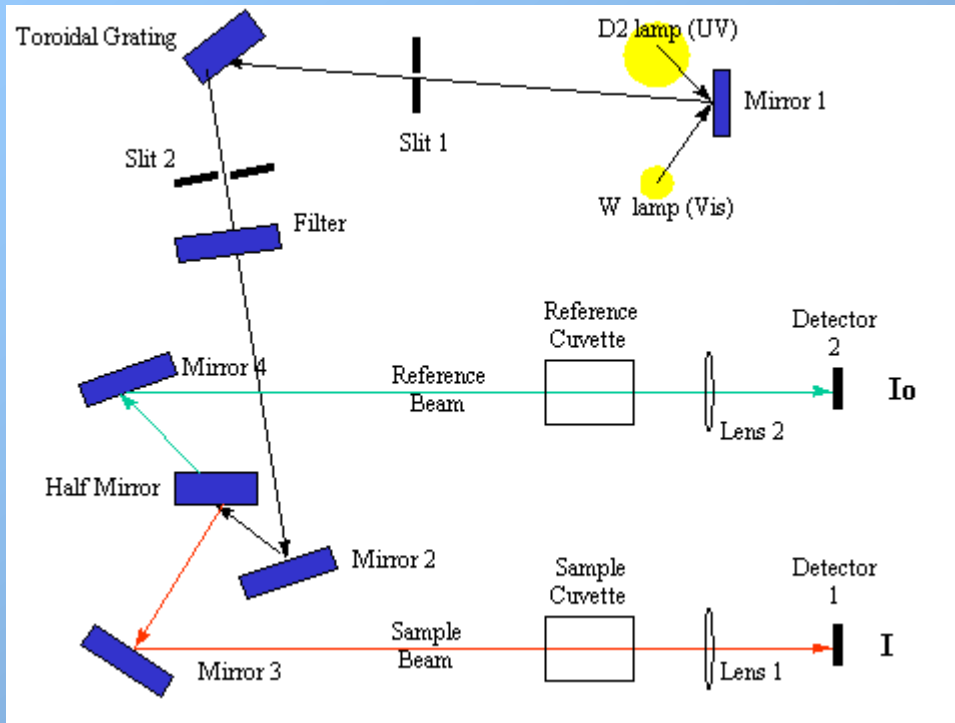 Toroidal Grating
D2 lamp (UV)
Mirror 1
Slit 1
Slit 2
W lamp (Vis)
Filter
Reference
Cuvette
Detector
2
Mirror 4
Reference
Beam
Io
Lens 2
Half Mirror
Mirror 2
Sample
Cuvette
Detector
1
Sample
Beam
I
Mirror 3
Lens 1